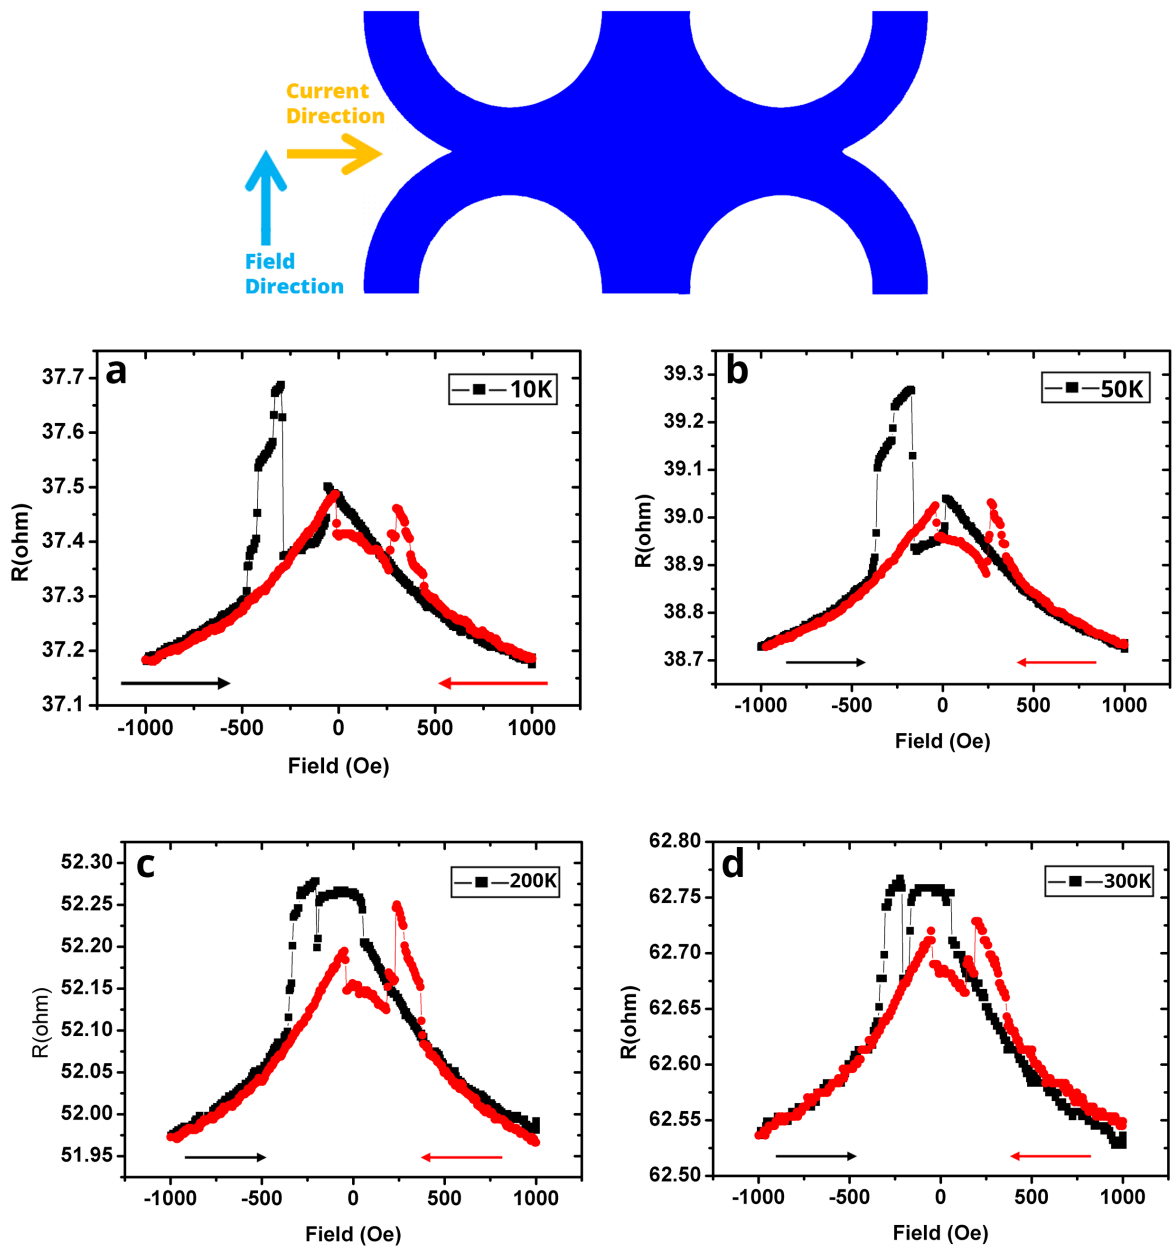 Current
Direction
Field
Direction
a
10K
37.7
37.6
37.5
37.4
37.3
37.2
37.1
R(ohm)
-1000 -500 0 500 1000
Field (Oe)
b
50K
39.3
39.2
39.1
39.0
38.9
38.8
38.7
R(ohm)
-1000 -500 0 500 1000
Field (Oe)
c
200K
52.30
52.25
52.20
52.15
52.10
52.05
52.00
51.95
R(ohm)
-1000 -500 0 500 1000
Field (Oe)
d
300K
62.80
62.75
62.70
62.65
62.60
62.55
62.50
R(ohm)
-1000 -500 0 500 1000
Field (Oe)